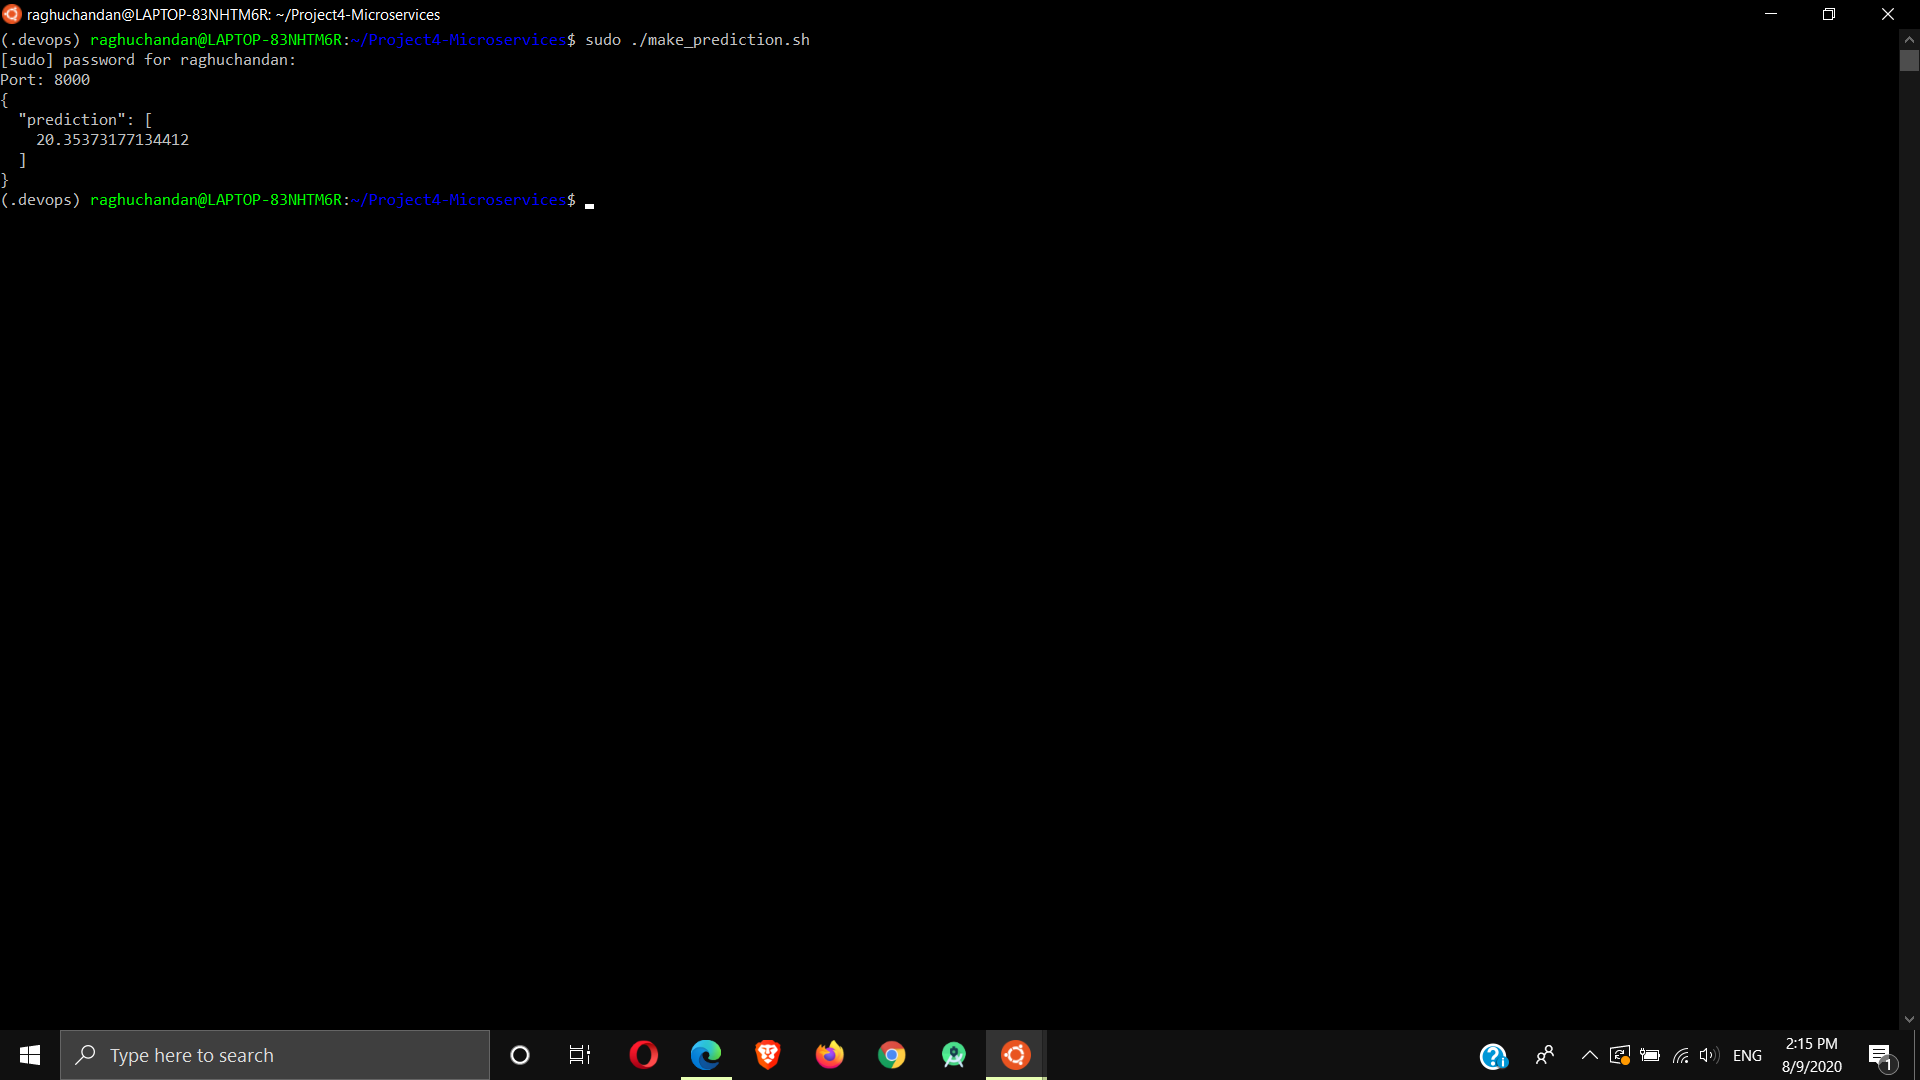 raghuchandan@LAPTOP-83NHTM6R: ~/Project4-Microservices
(.devops) raghuchandan@LAPTOP-83NHTM6R:~/Project4-Microservices$ sudo ./make_prediction.sh
[sudo] password for raghuchandan:
Port: 8000
{
  "prediction": [
    20.35373177134412
  ]
}
(.devops) raghuchandan@LAPTOP-83NHTM6R:~/Project4-Microservices$
Type here to search
ENG
2:15 PM
8/9/2020
1